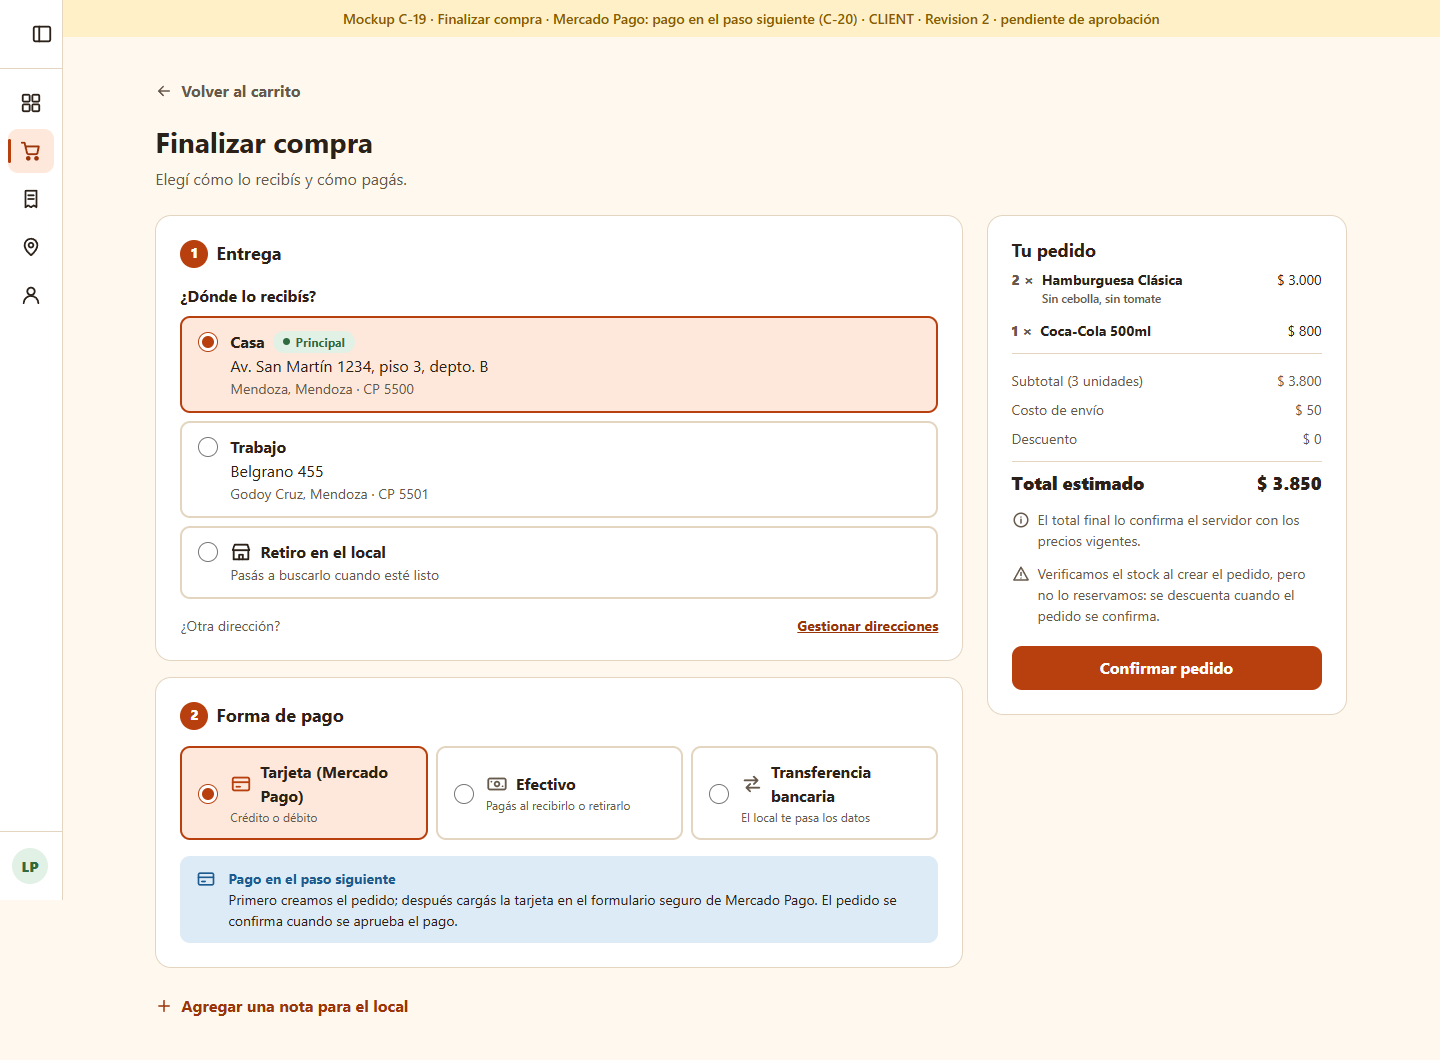 Mockup C-19 · Finalizar compra · Mercado Pago: pago en el paso siguiente (C-20) · CLIENT · Revision 2 · pendiente de aprobación
Volver al carrito
Finalizar compra
Elegí cómo lo recibís y cómo pagás.
1 Entrega
¿Dónde lo recibís?
Casa Principal
Av. San Martín 1234, piso 3, depto. B
Mendoza, Mendoza · CP 5500
Trabajo
Belgrano 455
Godoy Cruz, Mendoza · CP 5501
Retiro en el local
Pasás a buscarlo cuando esté listo
¿Otra dirección? Gestionar direcciones
2 Forma de pago
Tarjeta (Mercado
Pago)
Crédito o débito
Efectivo
Pagás al recibirlo o retirarlo
Transferencia
bancaria
El local te pasa los datos
Pago en el paso siguiente
Primero creamos el pedido; después cargás la tarjeta en el formulario seguro de Mercado Pago. El pedido se
confirma cuando se aprueba el pago.
Agregar una nota para el local
Tu pedido
2 × Hamburguesa Clásica $ 3.000
Sin cebolla, sin tomate
1 × Coca-Cola 500ml $ 800
Subtotal (3 unidades) $ 3.800
Costo de envío $ 50
Descuento $ 0
Total estimado $ 3.850
El total final lo confirma el servidor con los
precios vigentes.
Verificamos el stock al crear el pedido, pero
no lo reservamos: se descuenta cuando el
pedido se confirma.
Confirmar pedido
LP